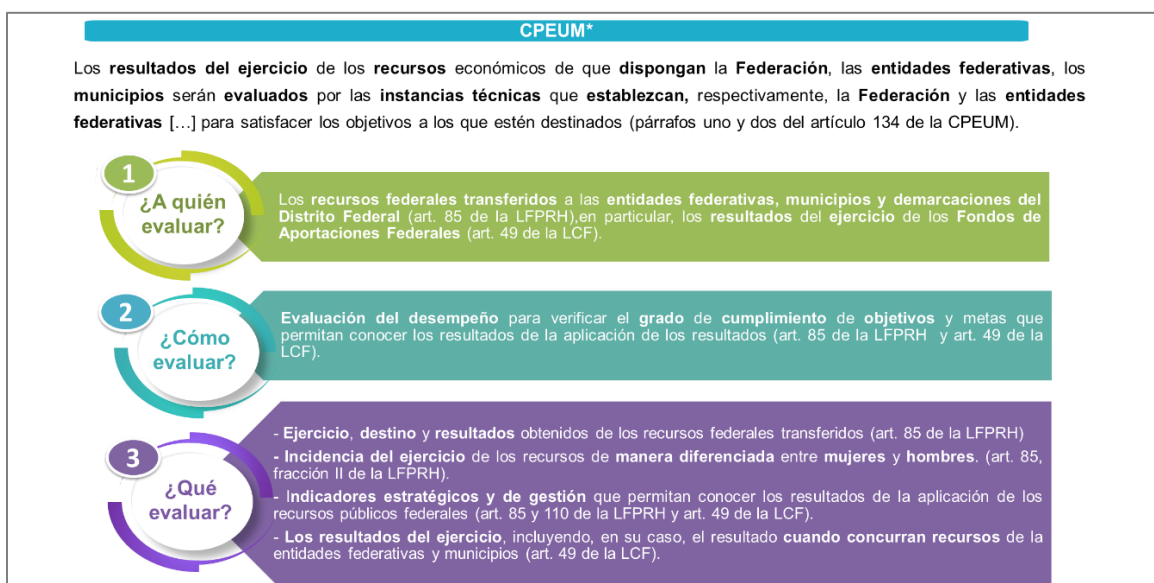 CPEUM*
Los resultados del ejercicio de los recursos económicos de que dispongan la Federación, las entidades federativas, los
municipios serán evaluados por las instancias técnicas que establezcan, respectivamente, la Federación y las entidades
federativas […] para satisfacer los objetivos a los que estén destinados (párrafos uno y dos del artículo 134 de la CPEUM).
1
¿A quién
evaluar?
Los recursos federales transferidos a las entidades federativas, municipios y demarcaciones del
Distrito Federal (art. 85 de la LFPRH),en particular, los resultados del ejercicio de los Fondos de
Aportaciones Federales (art. 49 de la LCF).
2
¿Cómo
evaluar?
Evaluación del desempeño para verificar el grado de cumplimiento de objetivos y metas que
permitan conocer los resultados de la aplicación de los resultados (art. 85 de la LFPRH y art. 49 de la
LCF).
3
¿Qué
evaluar?
- Ejercicio, destino y resultados obtenidos de los recursos federales transferidos (art. 85 de la LFPRH)
- Incidencia del ejercicio de los recursos de manera diferenciada entre mujeres y hombres. (art. 85,
fracción II de la LFPRH).
- Indicadores estratégicos y de gestión que permitan conocer los resultados de la aplicación de los
recursos públicos federales (art. 85 y 110 de la LFPRH y art. 49 de la LCF).
- Los resultados del ejercicio, incluyendo, en su caso, el resultado cuando concurran recursos de la
entidades federativas y municipios (art. 49 de la LCF).